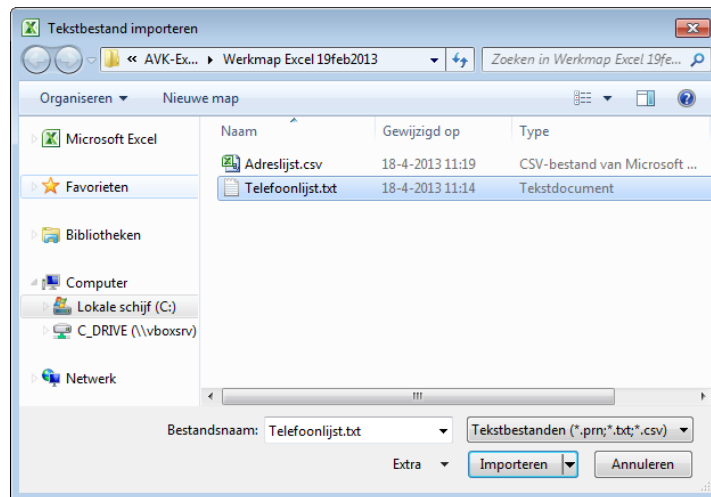 Tekstbestand importeren
« AVK-Ex... Werkmap Excel 19feb2013 Zoeken in Werkmap Excel 19fe...
Organiseren Nieuwe map
Naam Gewijzigd op Type
Microsoft Excel
Adreslijst.csv 18-4-2013 11:19 CSV-bestand van Microsoft ...
Favorieten Telefoonlijst.txt 18-4-2013 11:14 Tekstdocument
Bibliotheken
Computer
Lokale schijf (C:)
C_DRIVE (\\vboxsrv)
Netwerk
Bestandsnaam: Telefoonlijst.txt Tekstbestanden (*.prn;*.txt;*.csv)
Extra Importeren Annuleren